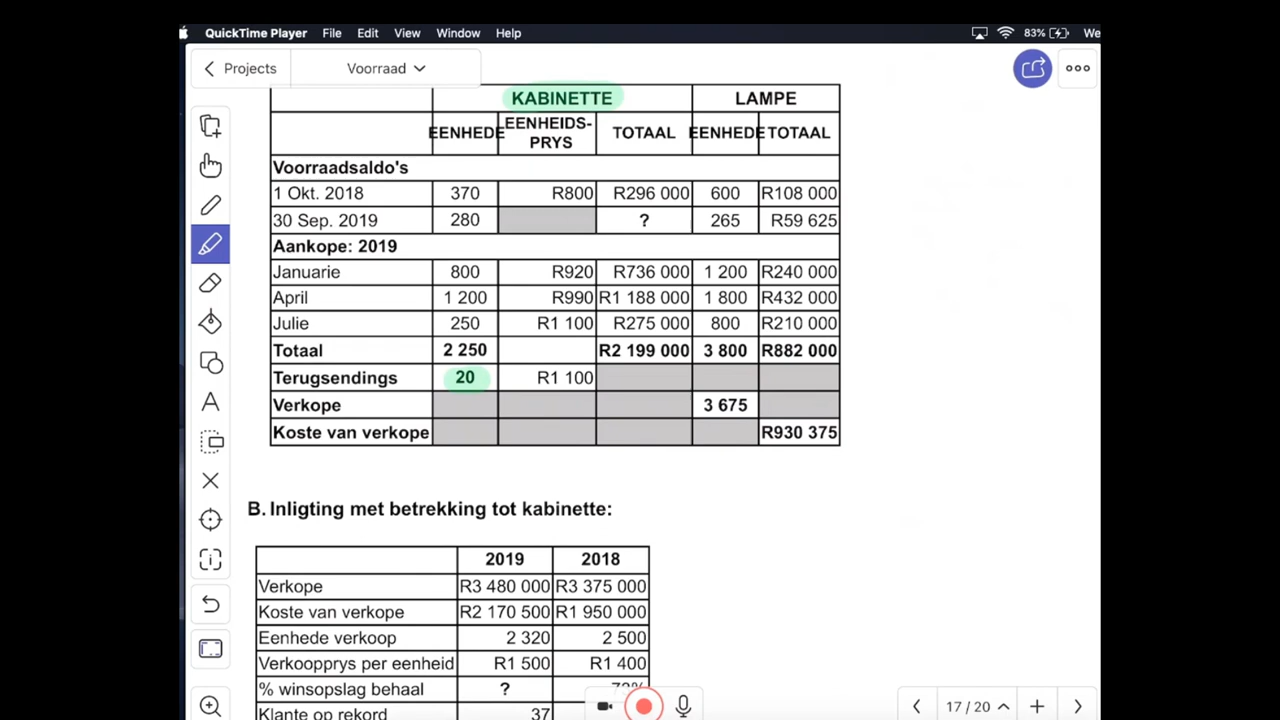 QuickTime Player File Edit View Window Help 83% We
Projects Voorraad
KABINETTE LAMPE
EENHEDE EENHEIDS-PRYS TOTAAL EENHEDE TOTAAL
Voorraadsaldo's
1 Okt. 2018 370 R800 R296 000 600 R108 000
30 Sep. 2019 280 ? 265 R59 625
Aankope: 2019
Januarie 800 R920 R736 000 1 200 R240 000
April 1 200 R990 R1 188 000 1 800 R432 000
Julie 250 R1 100 R275 000 800 R210 000
Totaal 2 250 R2 199 000 3 800 R882 000
Terugsendings 20 R1 100
Verkope 3 675
Koste van verkope R930 375
B. Inligting met betrekking tot kabinette:
2019 2018
Verkope R3 480 000 R3 375 000
Koste van verkope R2 170 500 R1 950 000
Eenhede verkoop 2 320 2 500
Verkoopprys per eenheid R1 500 R1 400
% winsopslag behaal ?
Klante op rekord 37
17 / 20